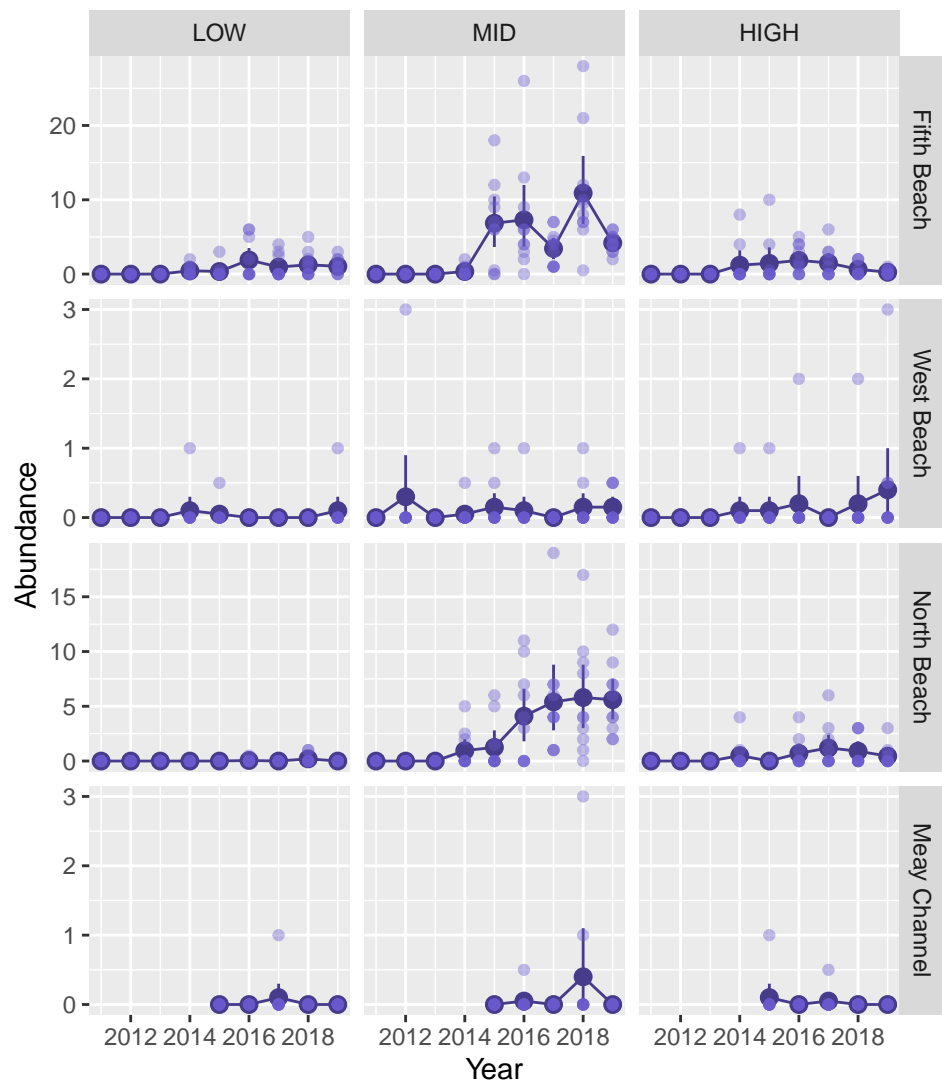 LOW MID HIGH
20
10
0
Fifth Beach
3
2
1
0
West Beach
15
10
5
0
North Beach
3
2
1
0
Meay Channel
2012 2014 2016 2018 2012 2014 2016 2018 2012 2014 2016 2018
Year
Abundance